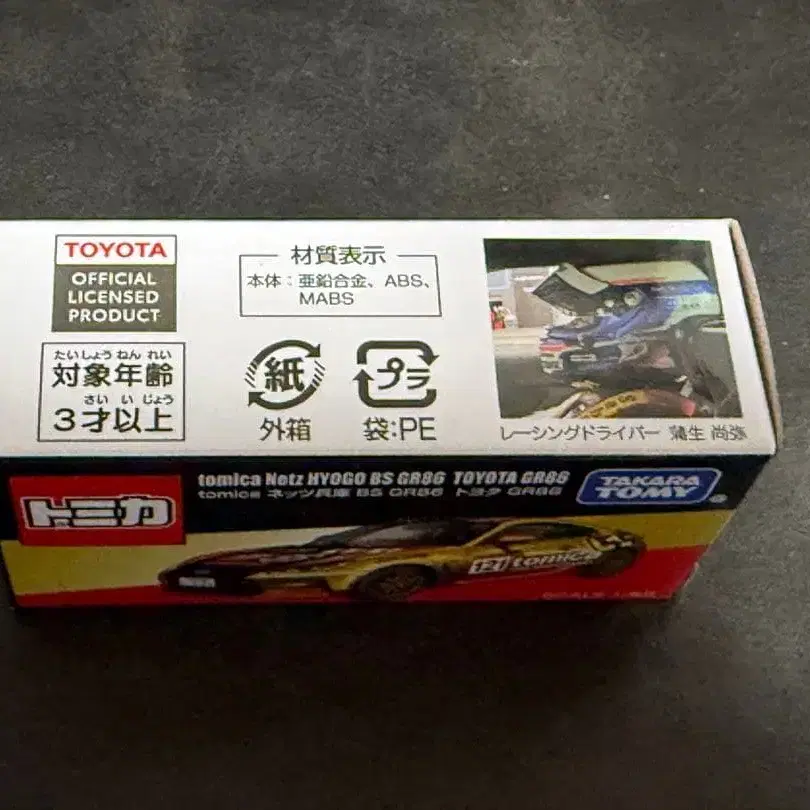 TOYOTA
OFFICIAL
LICENSED
PRODUCT
材質表示
本体：亜鉛合金、ABS、
MABS
たいしょう ねん れい
対象年齢
さい い じょう
3才以上
紙
外箱
プラ
袋:PE
レーシングドライバー 蒲生 尚弥
トミカ
tomica Netz HYOGO BS GR86 TOYOTA GR86
tomica ネッツ兵庫 BS GR86 トヨタ GR86
TAKARA
TOMY
121 tomica